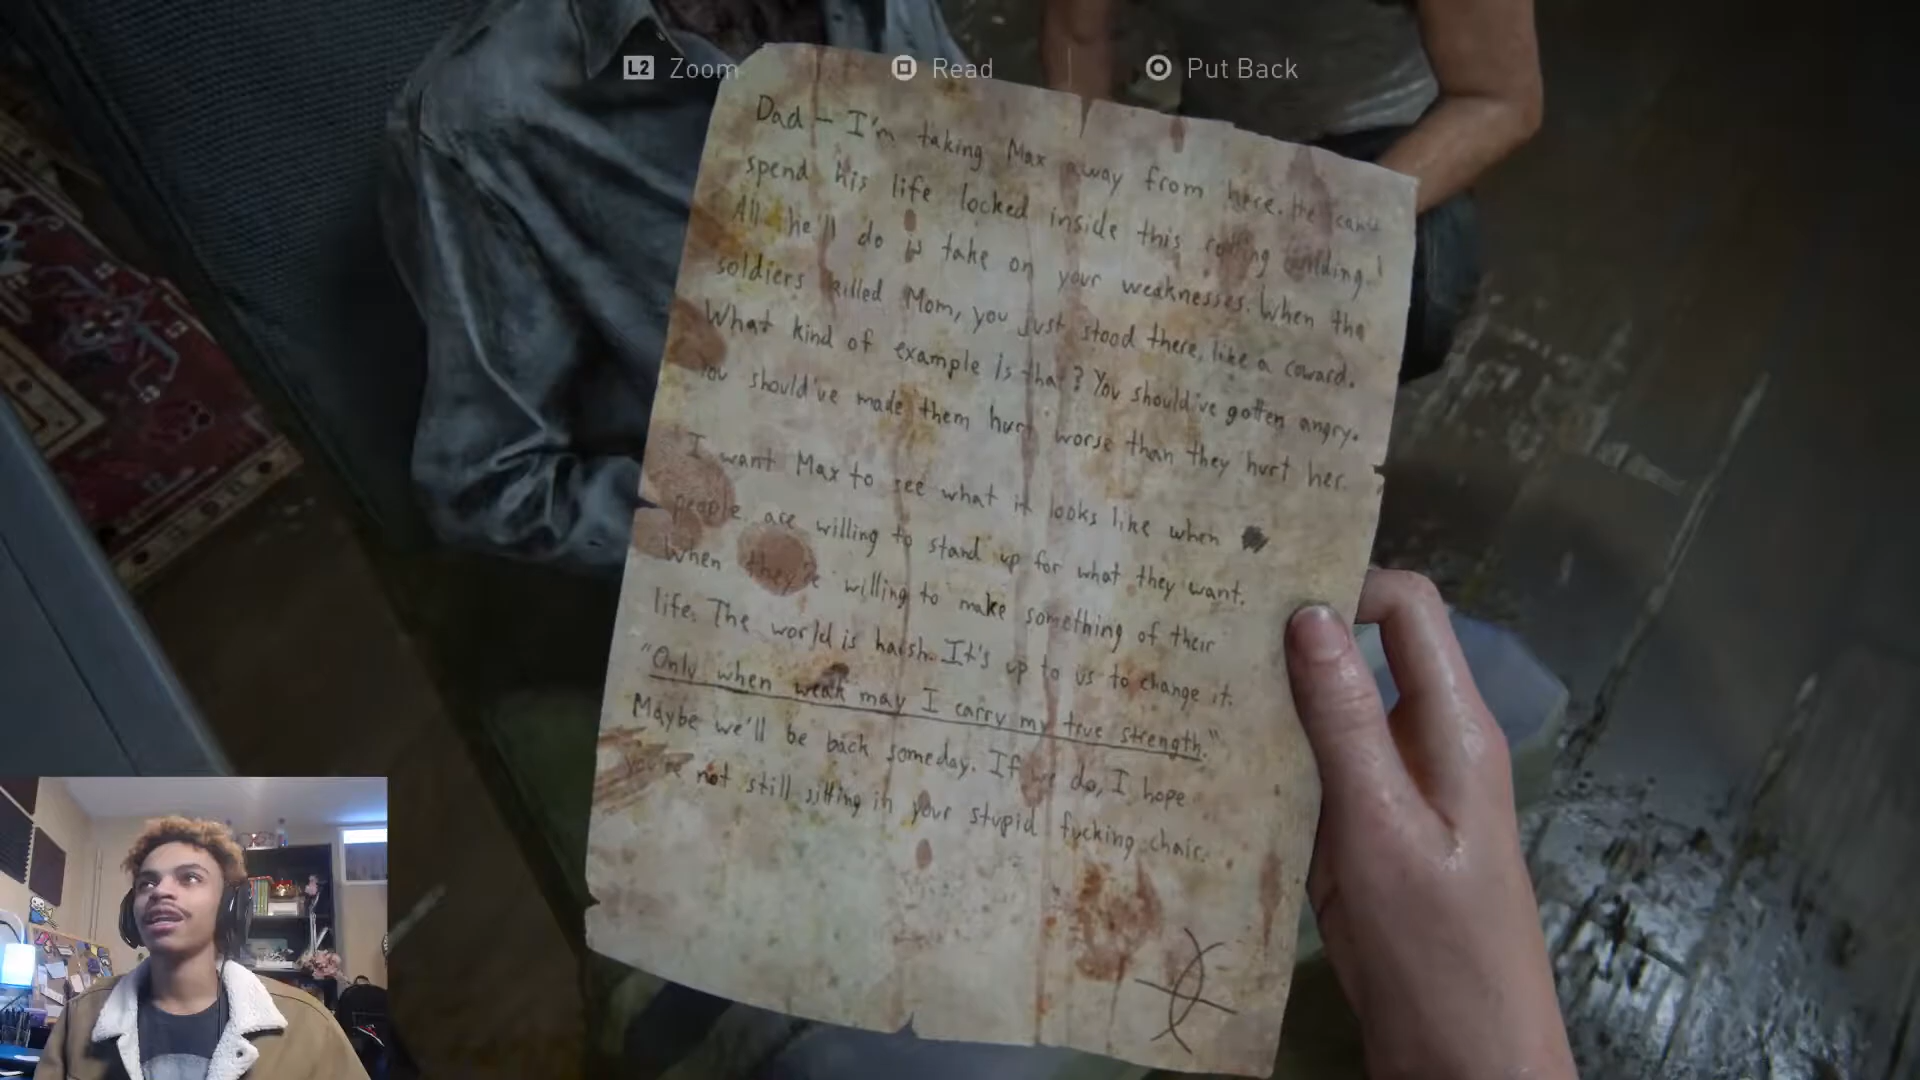 L2 Zoom Read Put Back
Dad - I'm taking Max away from here. He can't
spend his life locked inside this rotting building!
All he'll do is take on your weaknesses. When the
soldiers killed Mom, you just stood there, like a coward.
What kind of example is that? You should've gotten angry.
You should've made them hurt worse than they hurt her.
I want Max to see what it looks like when
people are willing to stand up for what they want.
When they're willing to make something of their
life. The world is harsh. It's up to us to change it.
"Only when weak may I carry my true strength."
Maybe we'll be back someday. If we do, I hope
you're not still sitting in your stupid fucking chair.